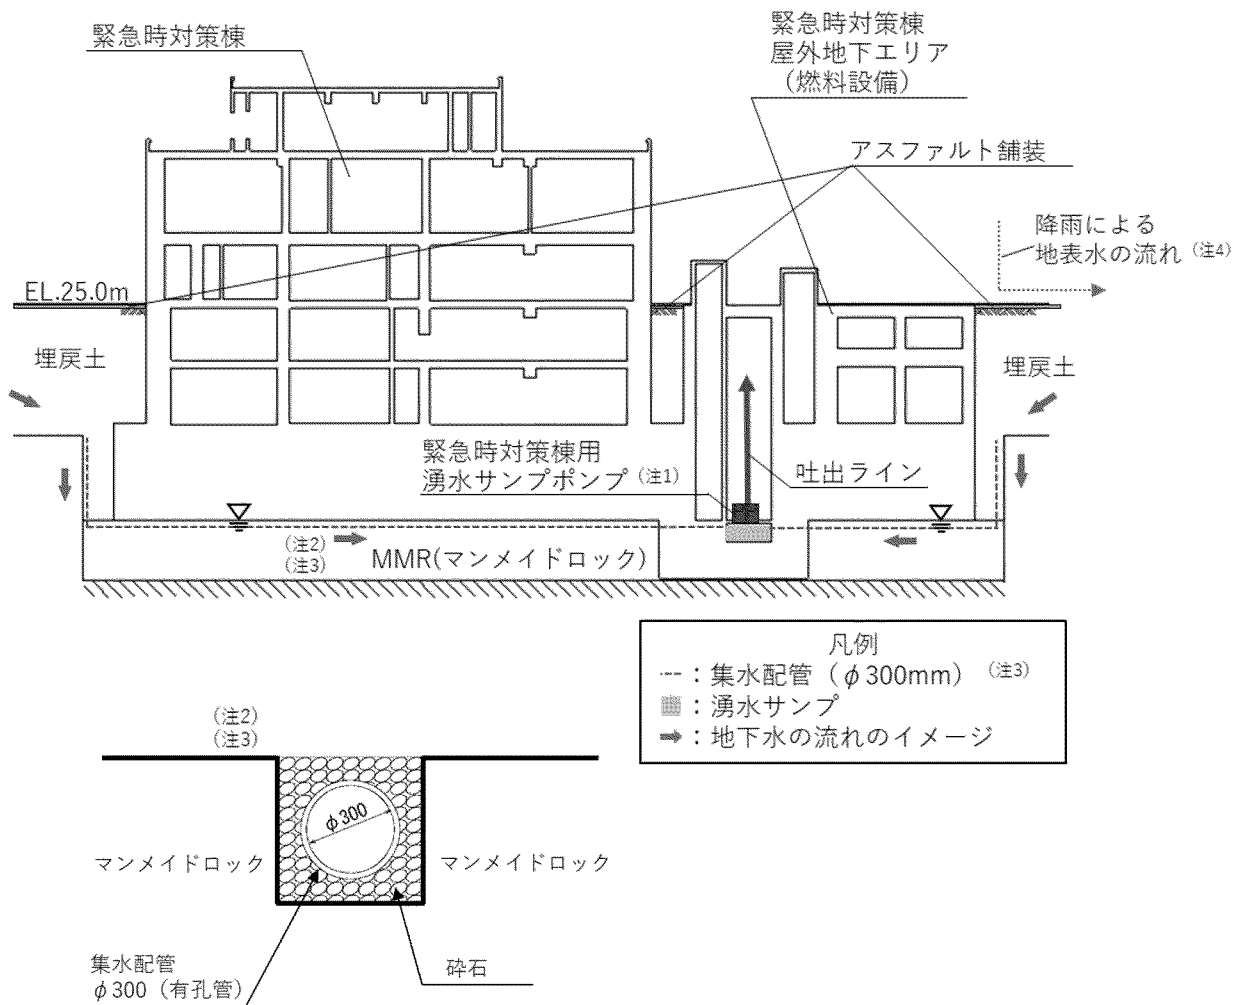 緊急時対策棟
緊急時対策棟
屋外地下エリア
（燃料設備）
アスファルト舗装
降雨による
地表水の流れ（注4）
EL.25.0m
埋戻土
埋戻土
緊急時対策棟用
湧水サンプポンプ（注1）
吐出ライン
（注2）
（注3）
MMR(マンメイドロック)
凡例
：集水配管（φ300mm）（注3）
：湧水サンプ
：地下水の流れのイメージ
（注2）
（注3）
φ300
マンメイドロック
マンメイドロック
集水配管
φ300（有孔管）
砕石